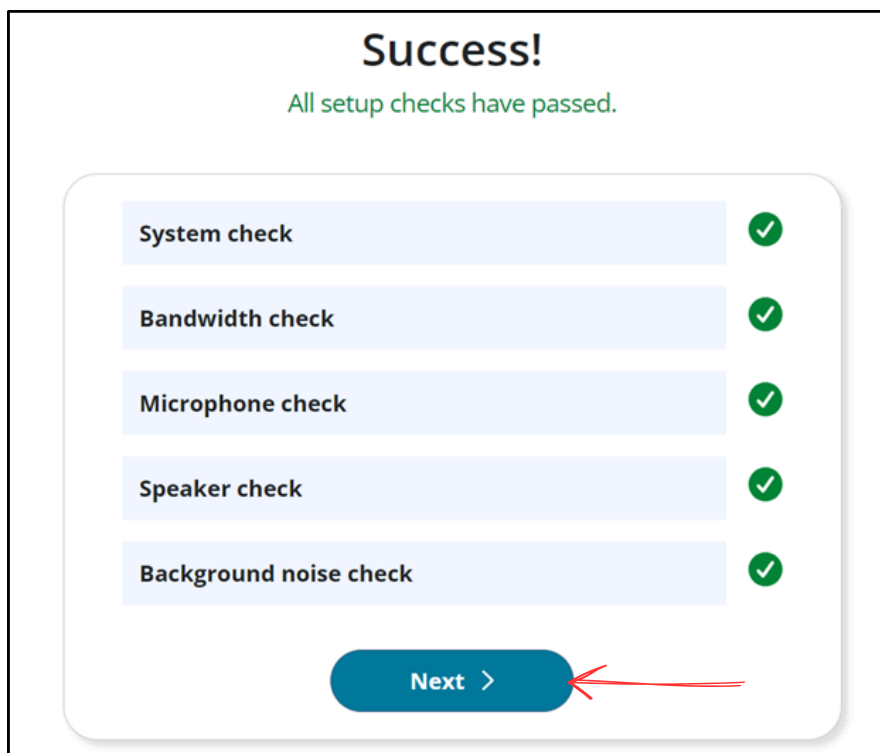 Success!
All setup checks have passed.
System check
Bandwidth check
Microphone check
Speaker check
Background noise check
Next